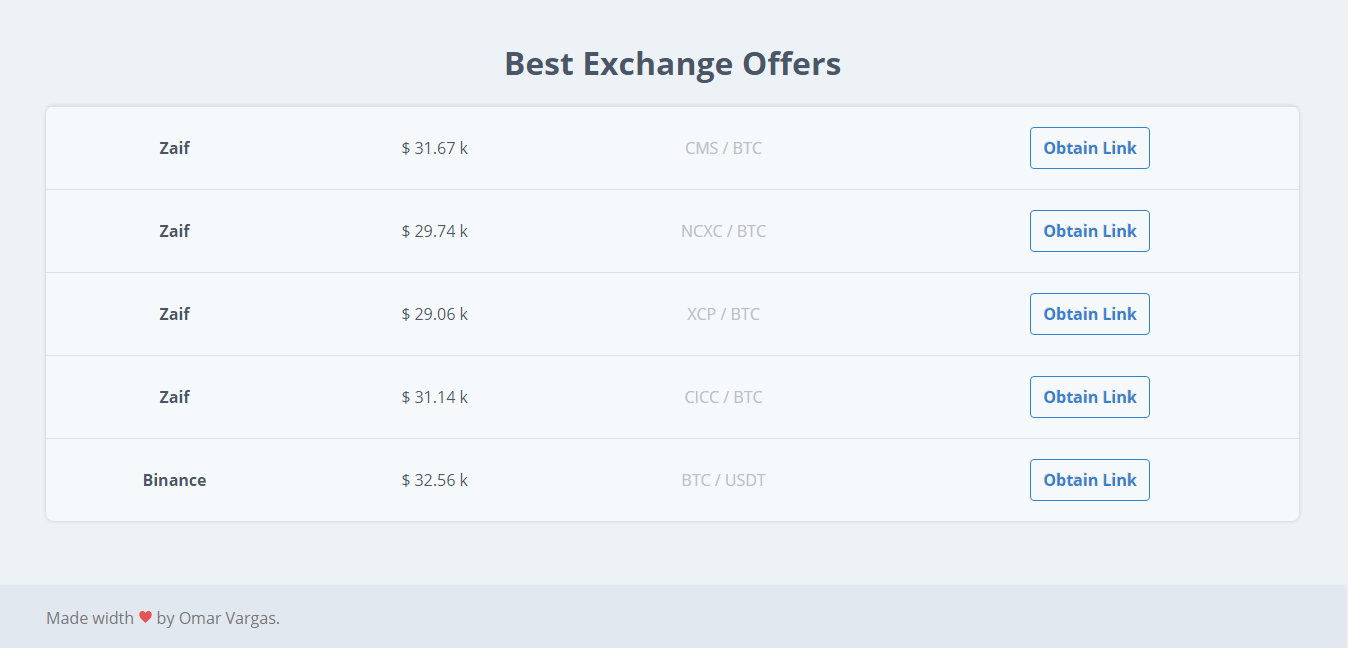 Best Exchange Offers
Zaif $ 31.67 k CMS / BTC Obtain Link
Zaif $ 29.74 k NCXC / BTC Obtain Link
Zaif $ 29.06 k XCP / BTC Obtain Link
Zaif $ 31.14 k CICC / BTC Obtain Link
Binance $ 32.56 k BTC / USDT Obtain Link
Made width ❤ by Omar Vargas.